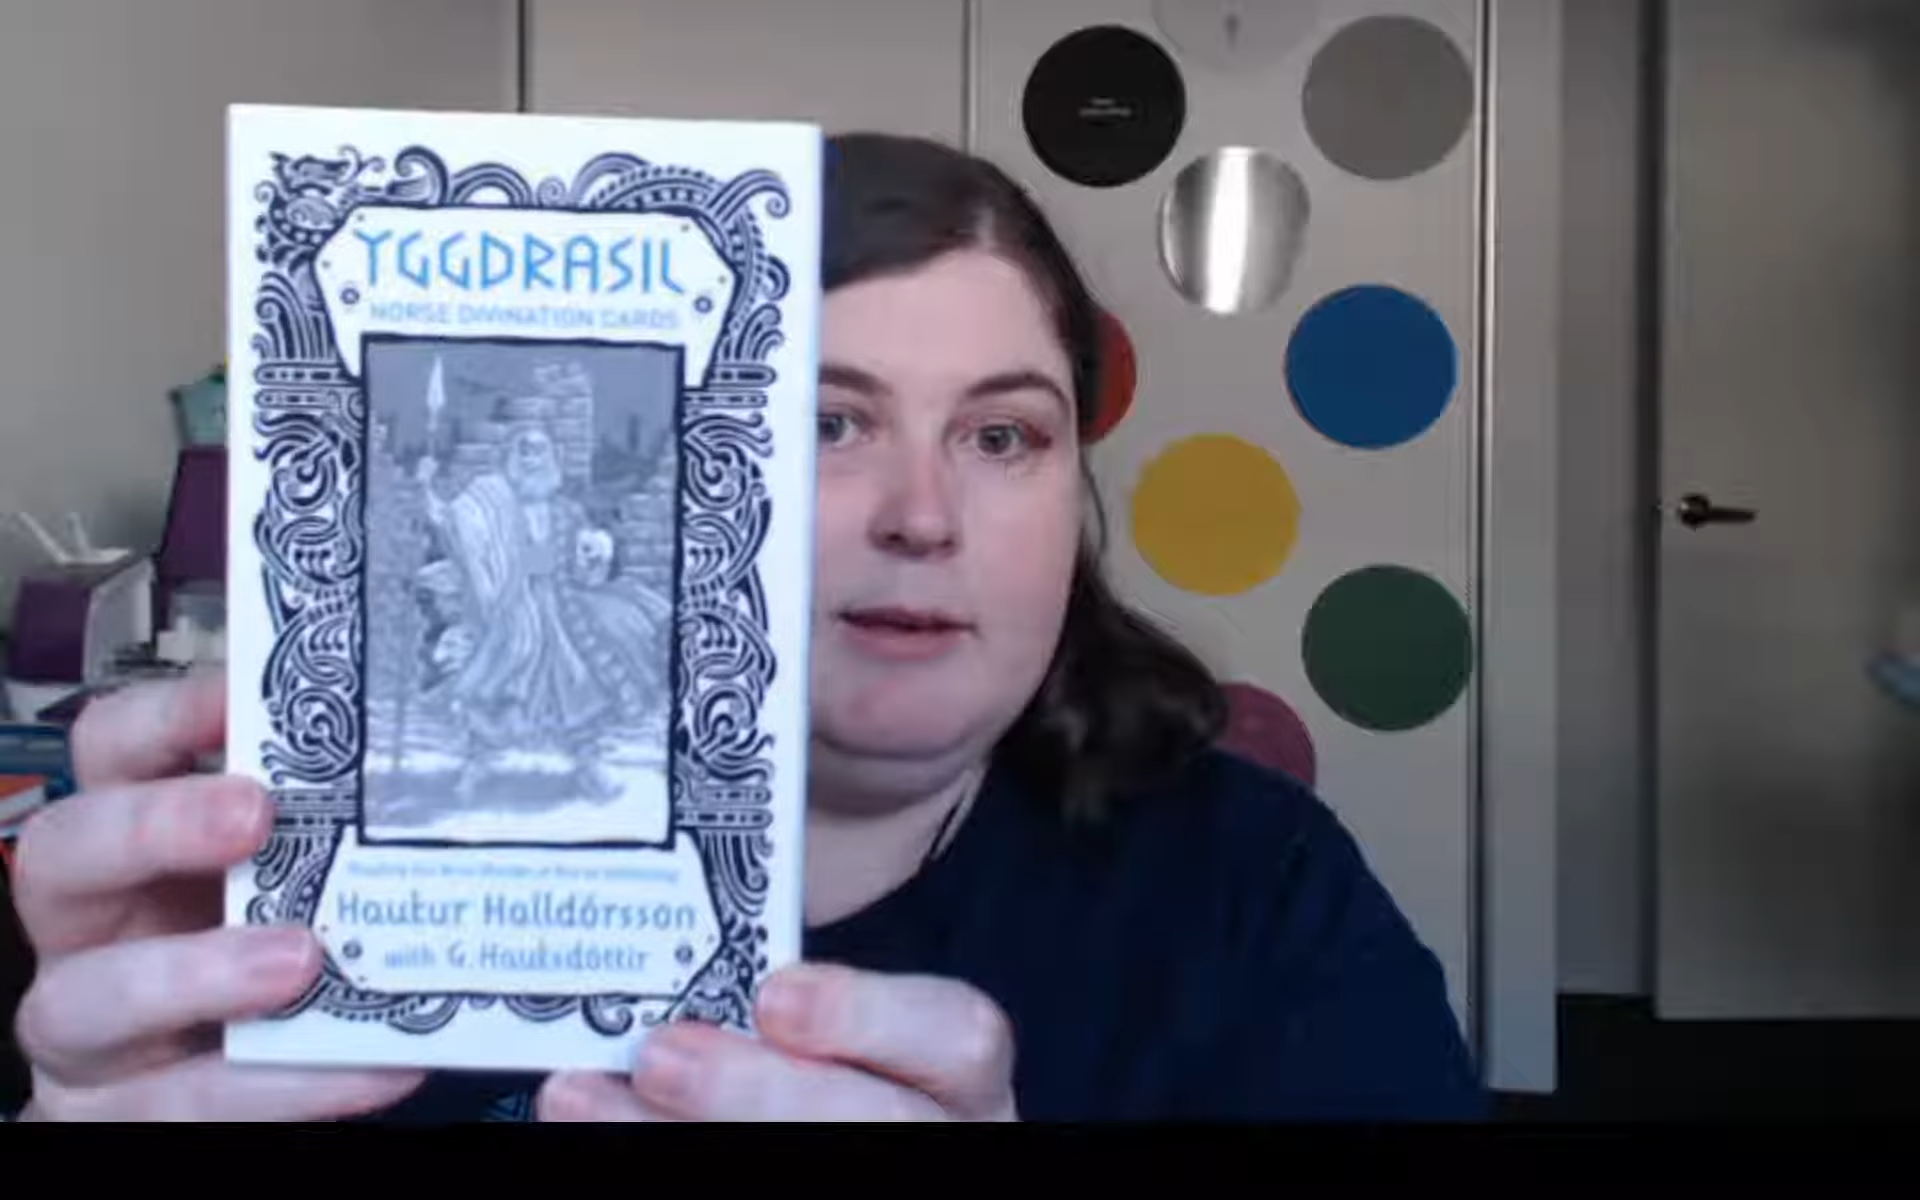 YGGDRASIL
NORSE DIVINATION CARDS
Haukur Halldórsson
with G. Hauksdóttir